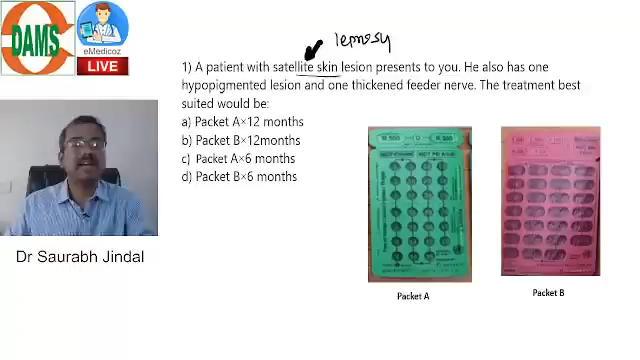 DAMS
eMedicoz
LIVE
leprosy
1) A patient with satellite skin lesion presents to you. He also has one
hypopigmented lesion and one thickened feeder nerve. The treatment best
suited would be:
a) Packet A×12 months
b) Packet B×12months
c) Packet A×6 months
d) Packet B×6 months
Dr Saurabh Jindal
Packet A
Packet B